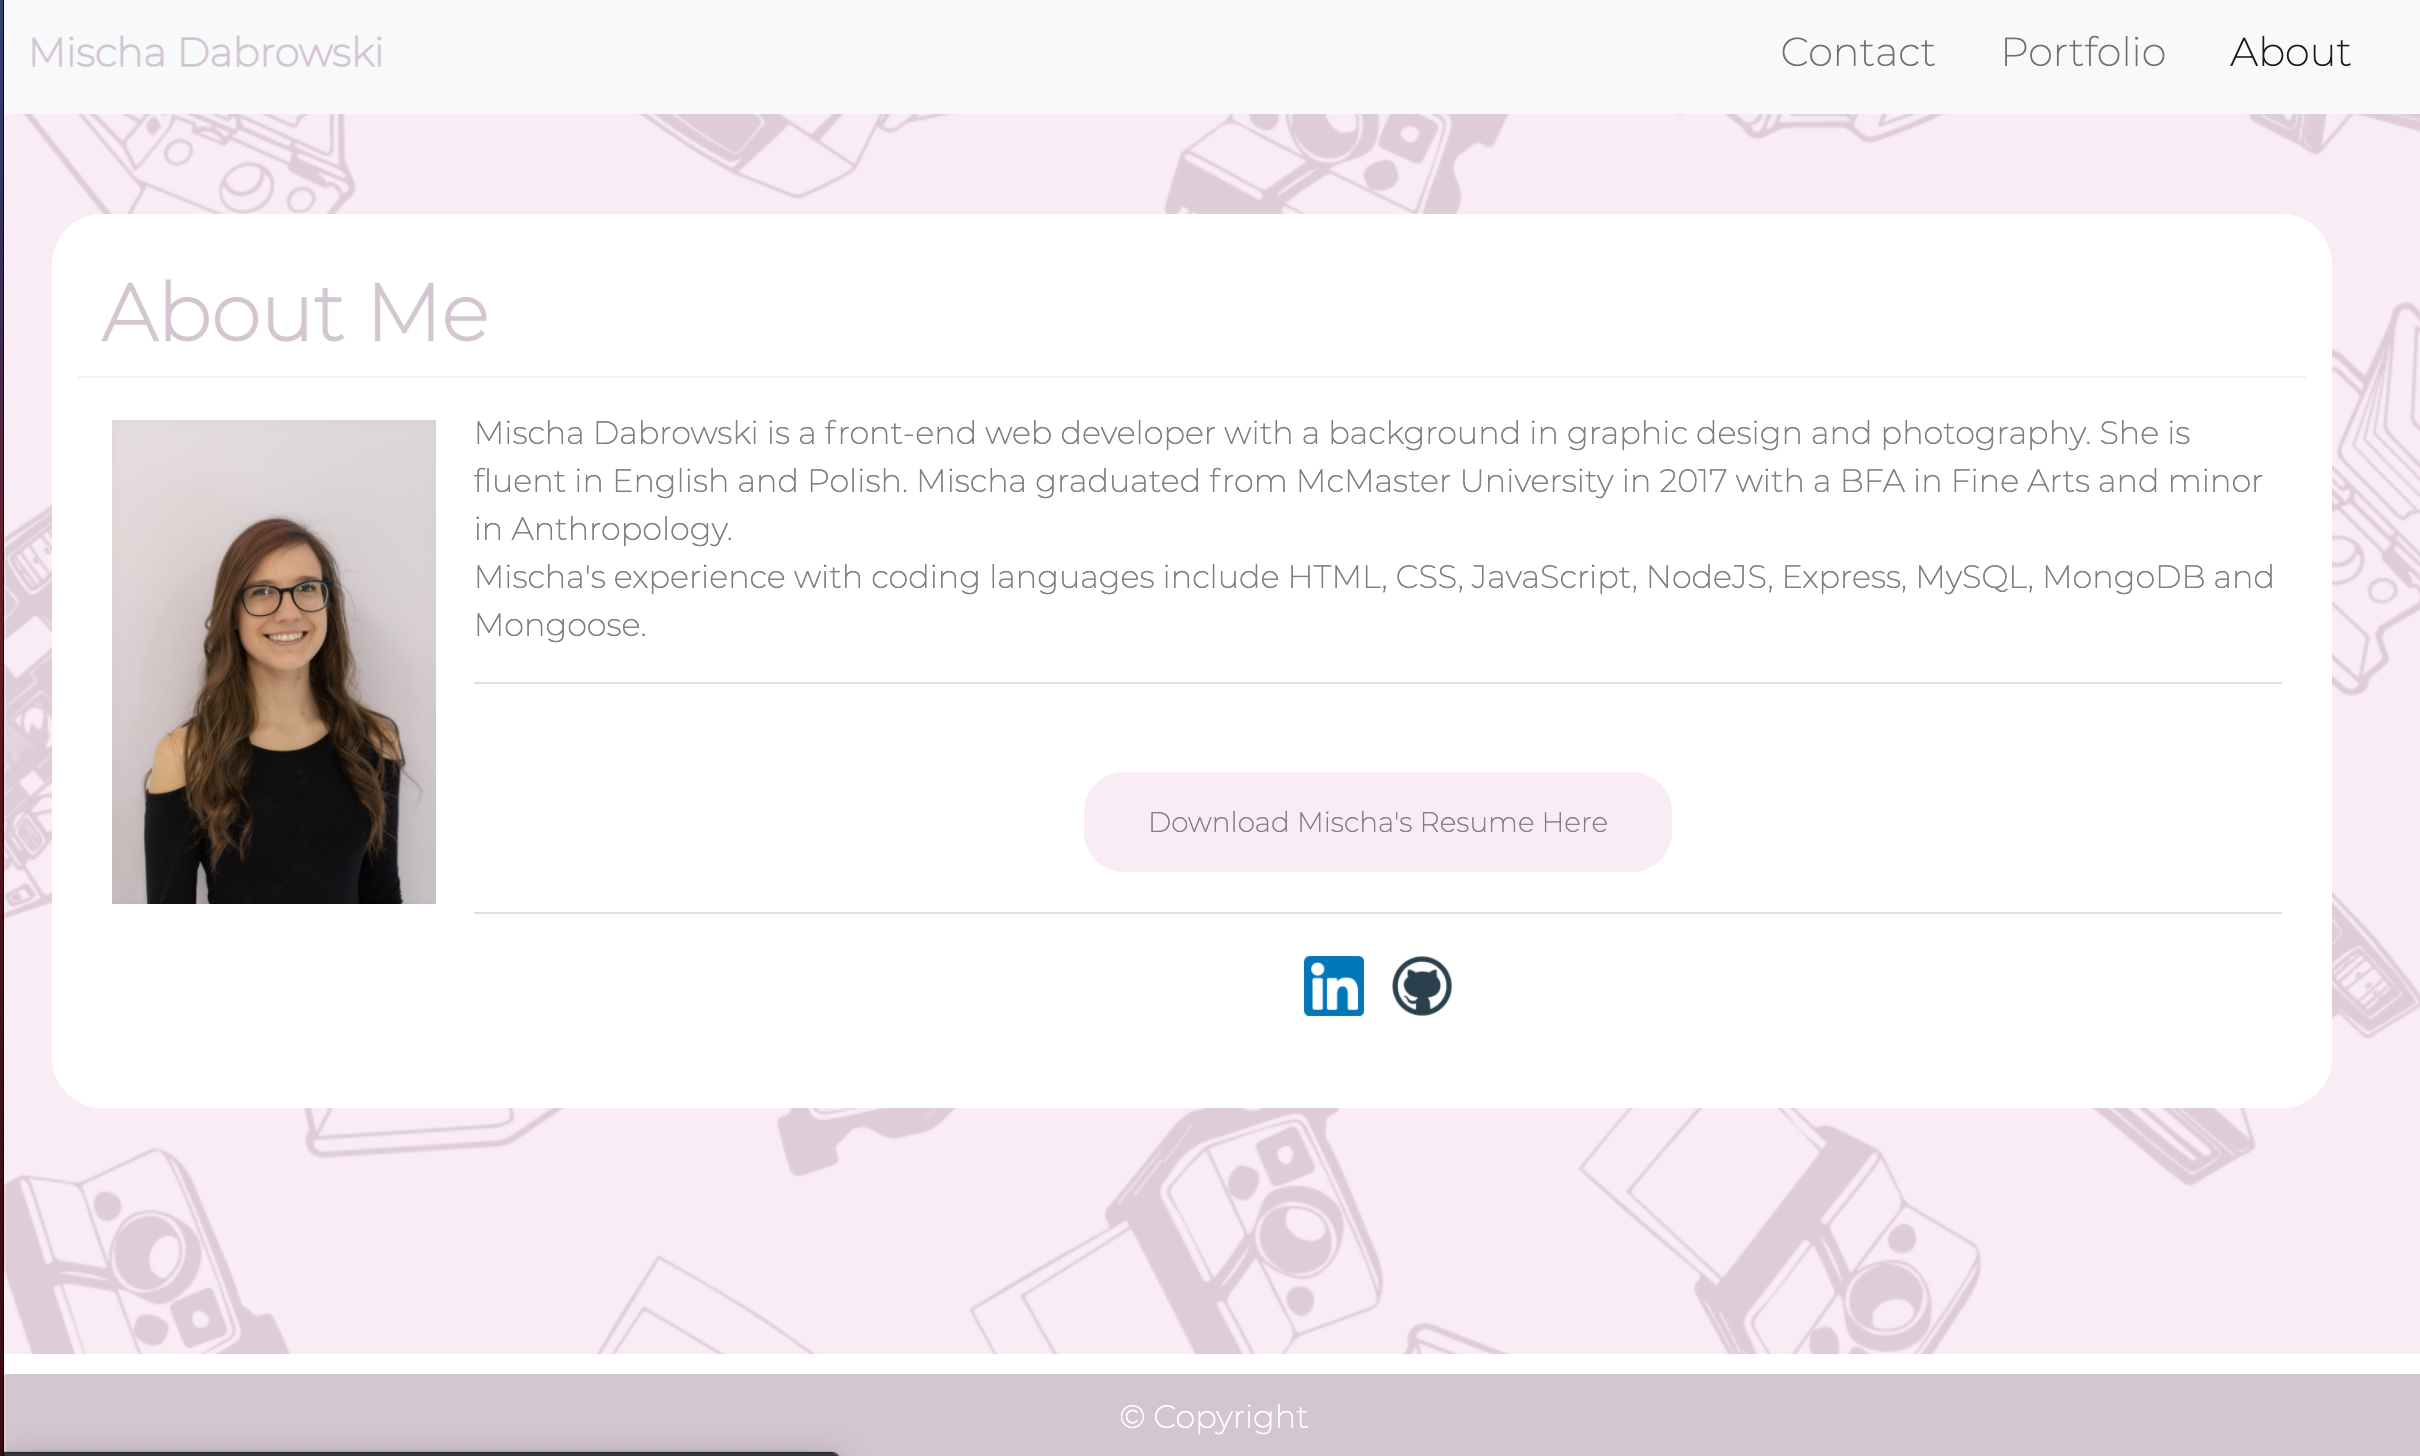 Mischa Dabrowski
Contact
Portfolio
About
About Me
Mischa Dabrowski is a front-end web developer with a background in graphic design and photography. She is
fluent in English and Polish. Mischa graduated from McMaster University in 2017 with a BFA in Fine Arts and minor
in Anthropology.
Mischa's experience with coding languages include HTML, CSS, JavaScript, NodeJS, Express, MySQL, MongoDB and
Mongoose.
Download Mischa's Resume Here
in
© Copyright